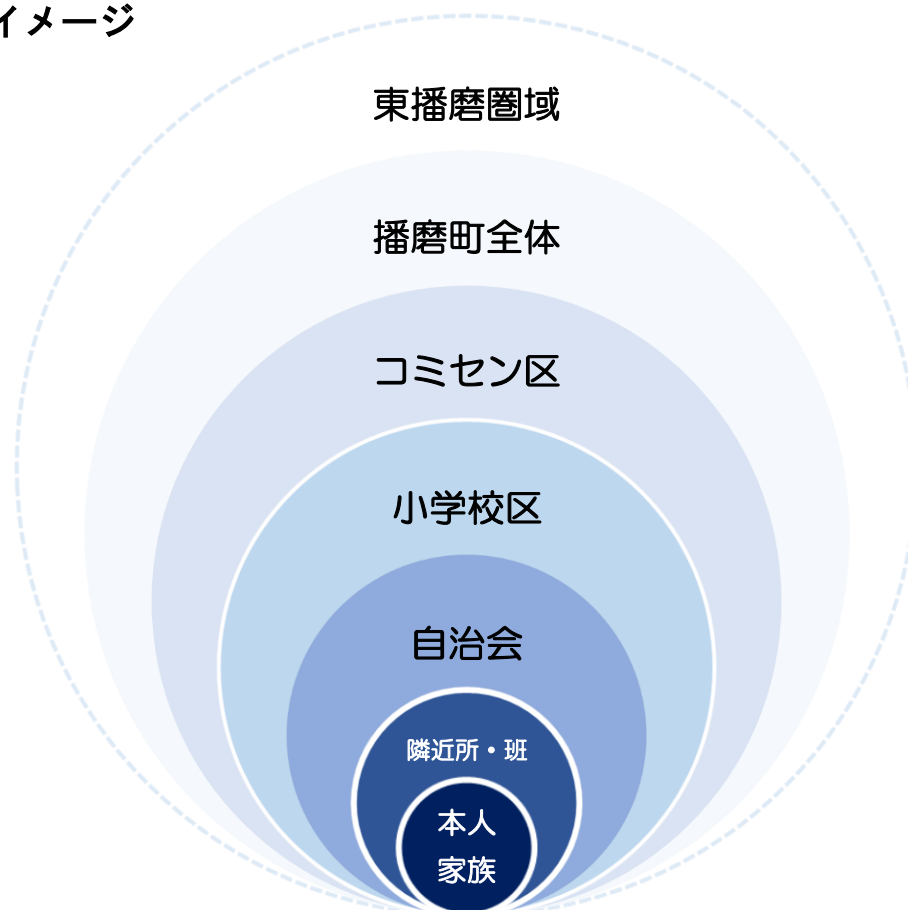 イメージ
東播磨圏域
播磨町全体
コミセン区
小学校区
自治会
隣近所・班
本人
家族